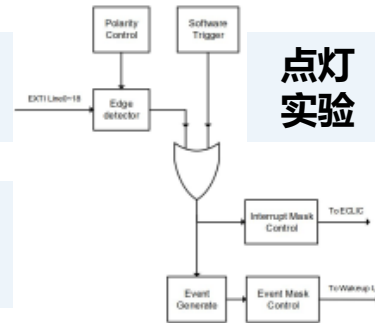 Polarity
Control
Software
Trigger
点灯
实验
EXTI Line0~18
Edge
detector
To ECLIC
Interrupt Mask
Control
Event
Generate
Event Mask
Control
To Wakeup U